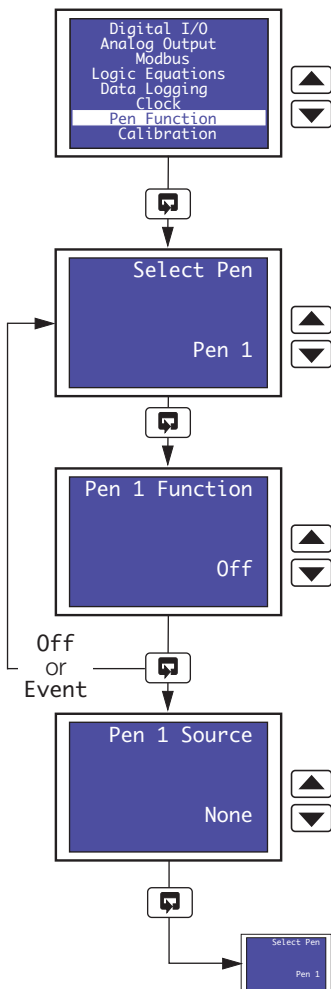 Digital I/O
Analog Output
Modbus
Logic Equations
Data Logging
Clock
Pen Function
Calibration
Select Pen
Pen 1
Pen 1 Function
Off
Off
or
Event
Pen 1 Source
None
Select Pen
Pen 1